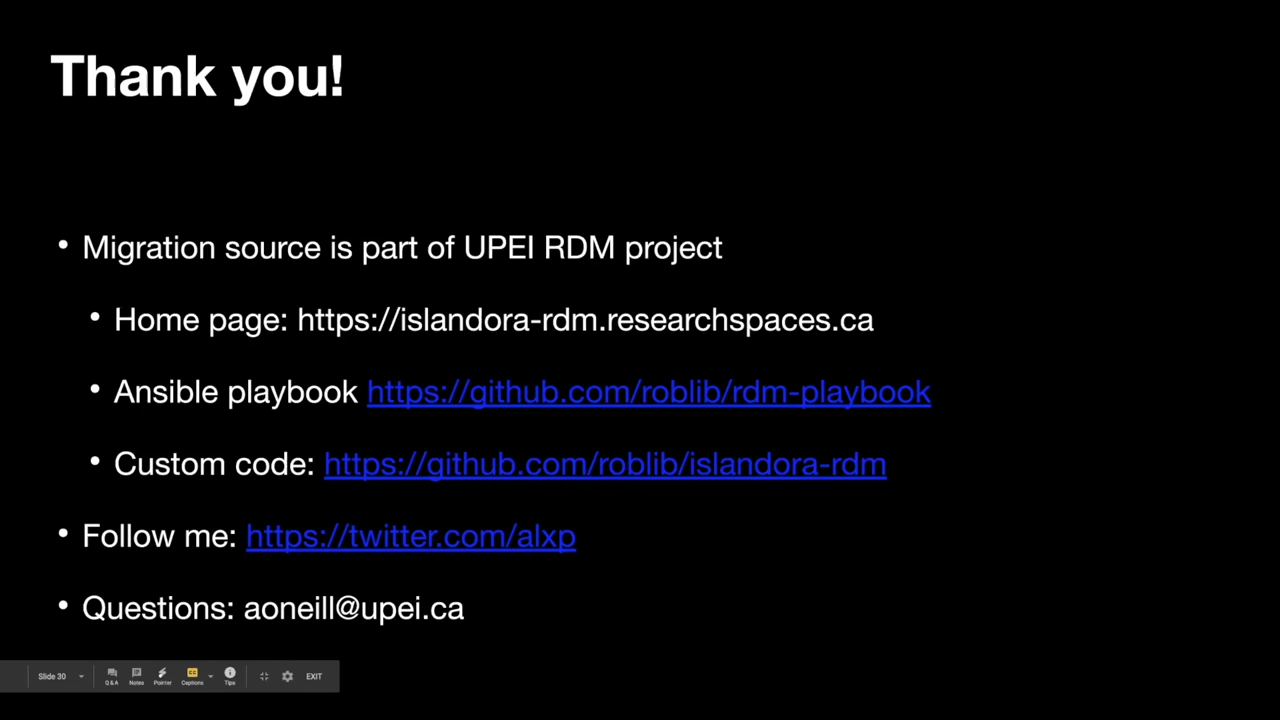 Thank you!
• Migration source is part of UPEI RDM project
• Home page: https://islandora-rdm.researchspaces.ca
• Ansible playbook https://github.com/roblib/rdm-playbook
• Custom code: https://github.com/roblib/islandora-rdm
• Follow me: https://twitter.com/alxp
• Questions: aoneill@upei.ca
Slide 30 Q&A Notes Pointer CC Captions Tips EXIT